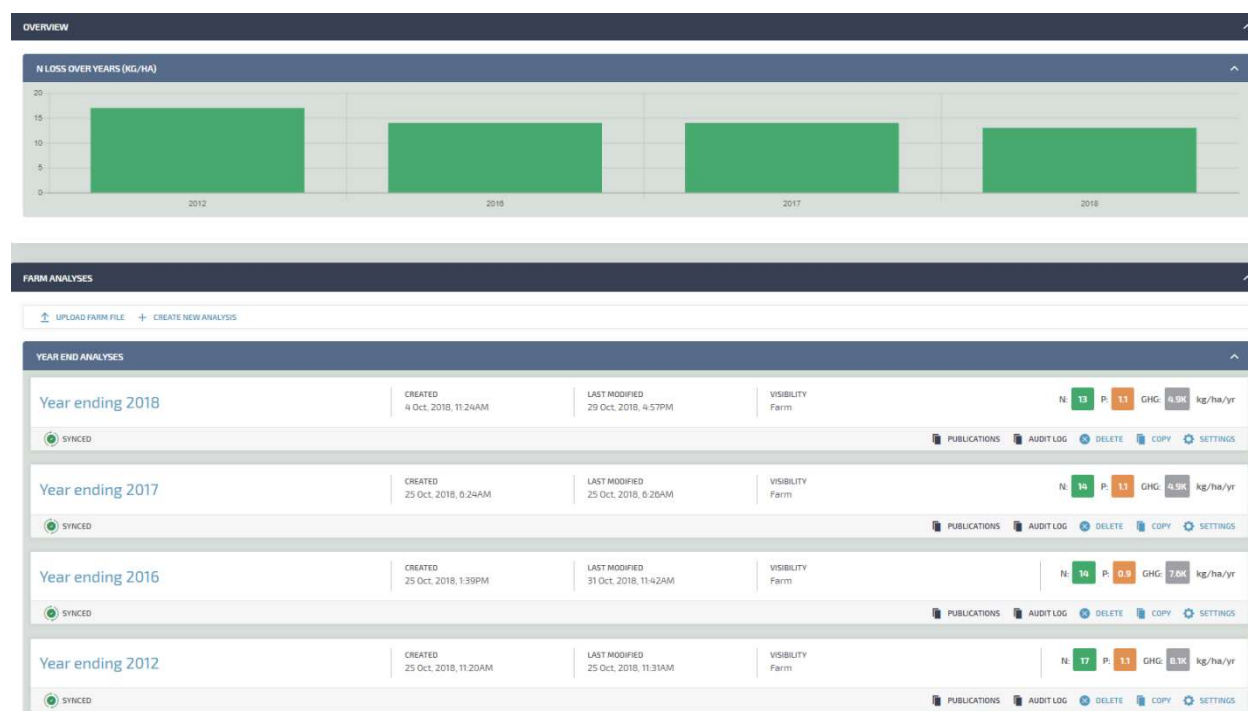 OVERVIEW
N LOSS OVER YEARS (KG/HA)
20
15
10
5
0
2012 2016 2017 2018
FARM ANALYSES
UPLOAD FARM FILE + CREATE NEW ANALYSIS
YEAR END ANALYSES
Year ending 2018
CREATED LAST MODIFIED VISIBILITY
4 Oct, 2018, 11:24AM 29 Oct, 2018, 4:57PM Farm
N: 13 P: 1.1 GHG: 4.9K kg/ha/yr
SYNCED PUBLICATIONS AUDIT LOG DELETE COPY SETTINGS
Year ending 2017
CREATED LAST MODIFIED VISIBILITY
25 Oct, 2018, 6:24AM 25 Oct, 2018, 6:26AM Farm
N: 14 P: 1.1 GHG: 4.9K kg/ha/yr
SYNCED PUBLICATIONS AUDIT LOG DELETE COPY SETTINGS
Year ending 2016
CREATED LAST MODIFIED VISIBILITY
25 Oct, 2018, 1:39PM 31 Oct, 2018, 11:42AM Farm
N: 14 P: 0.9 GHG: 7.6K kg/ha/yr
SYNCED PUBLICATIONS AUDIT LOG DELETE COPY SETTINGS
Year ending 2012
CREATED LAST MODIFIED VISIBILITY
25 Oct, 2018, 11:20AM 25 Oct, 2018, 11:31AM Farm
N: 17 P: 1.1 GHG: 8.1K kg/ha/yr
SYNCED PUBLICATIONS AUDIT LOG DELETE COPY SETTINGS